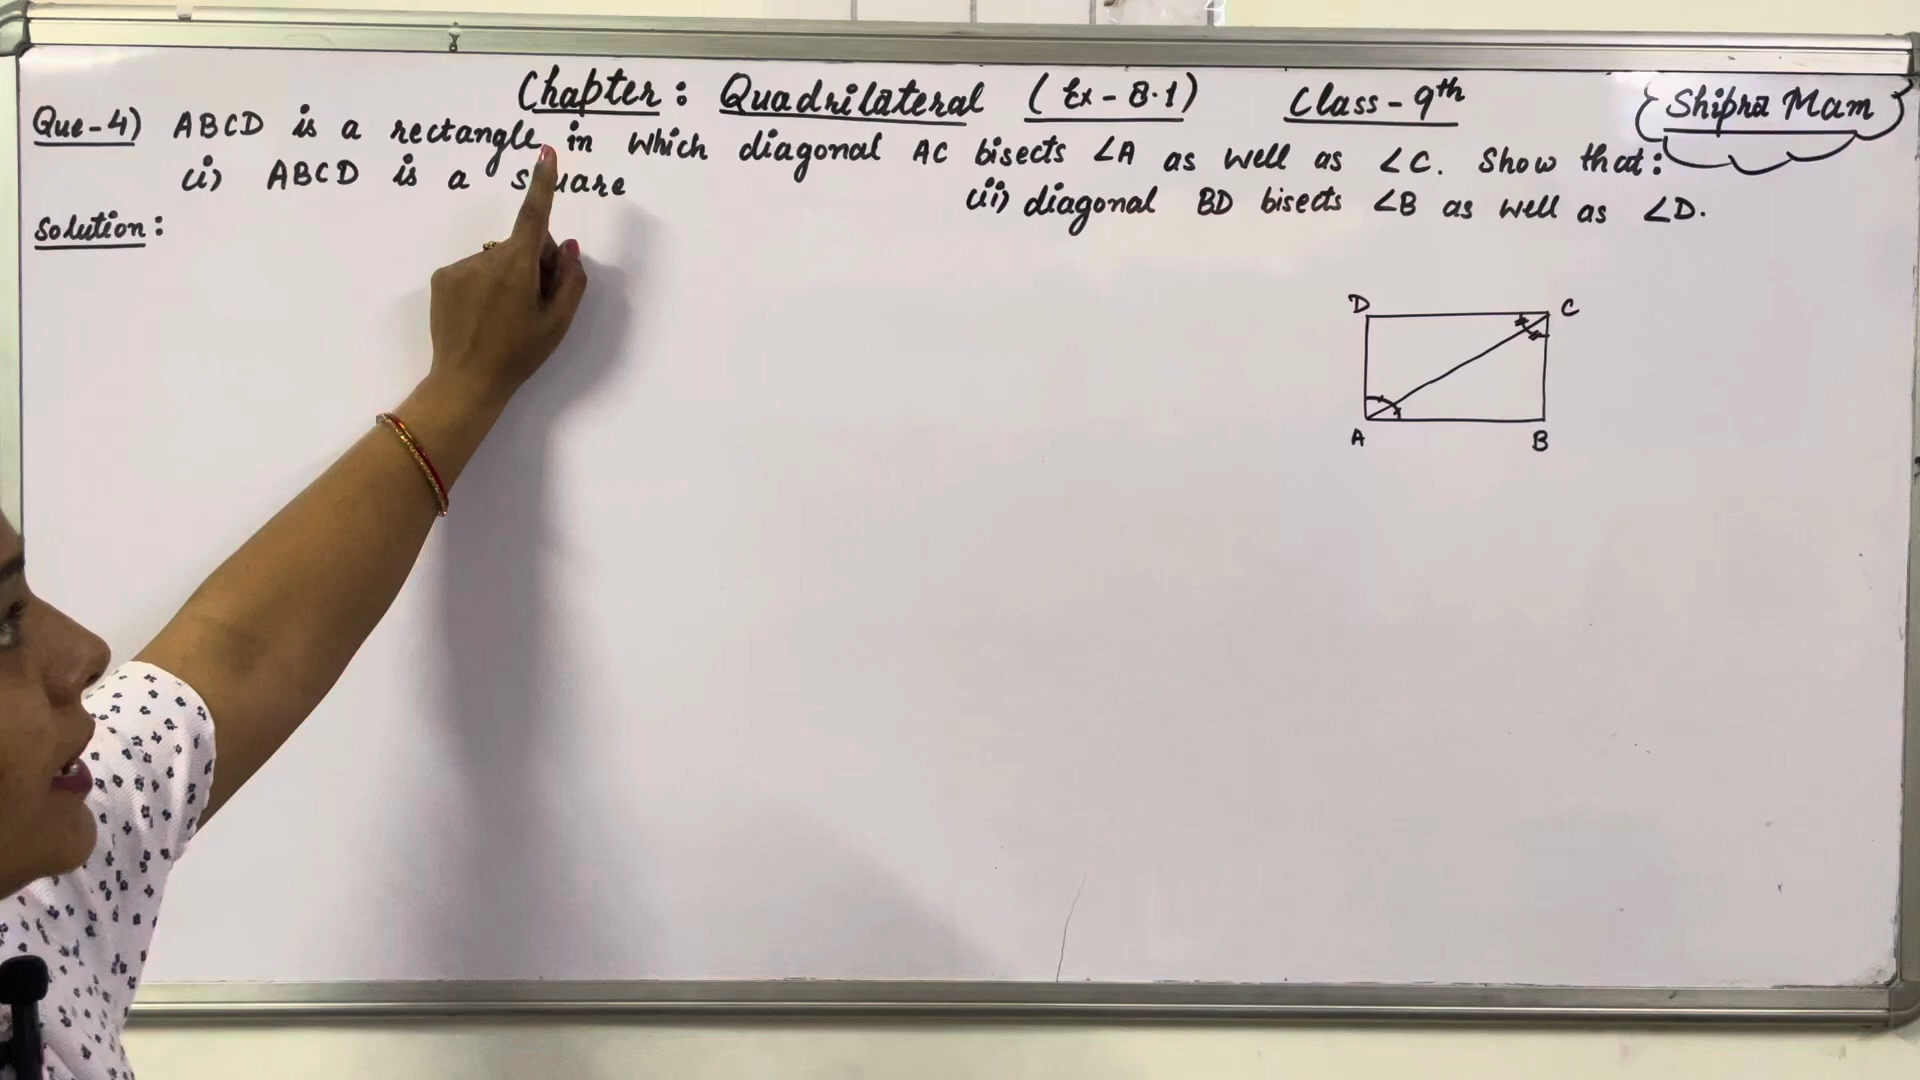 Chapter: Quadrilateral (Ex-8.1) Class-9th Shipra Mam
Que-4) ABCD is a rectangle in which diagonal AC bisects ∠A as well as ∠C. Show that:
(i) ABCD is a square (ii) diagonal BD bisects ∠B as well as ∠D.
Solution:
D C
A B